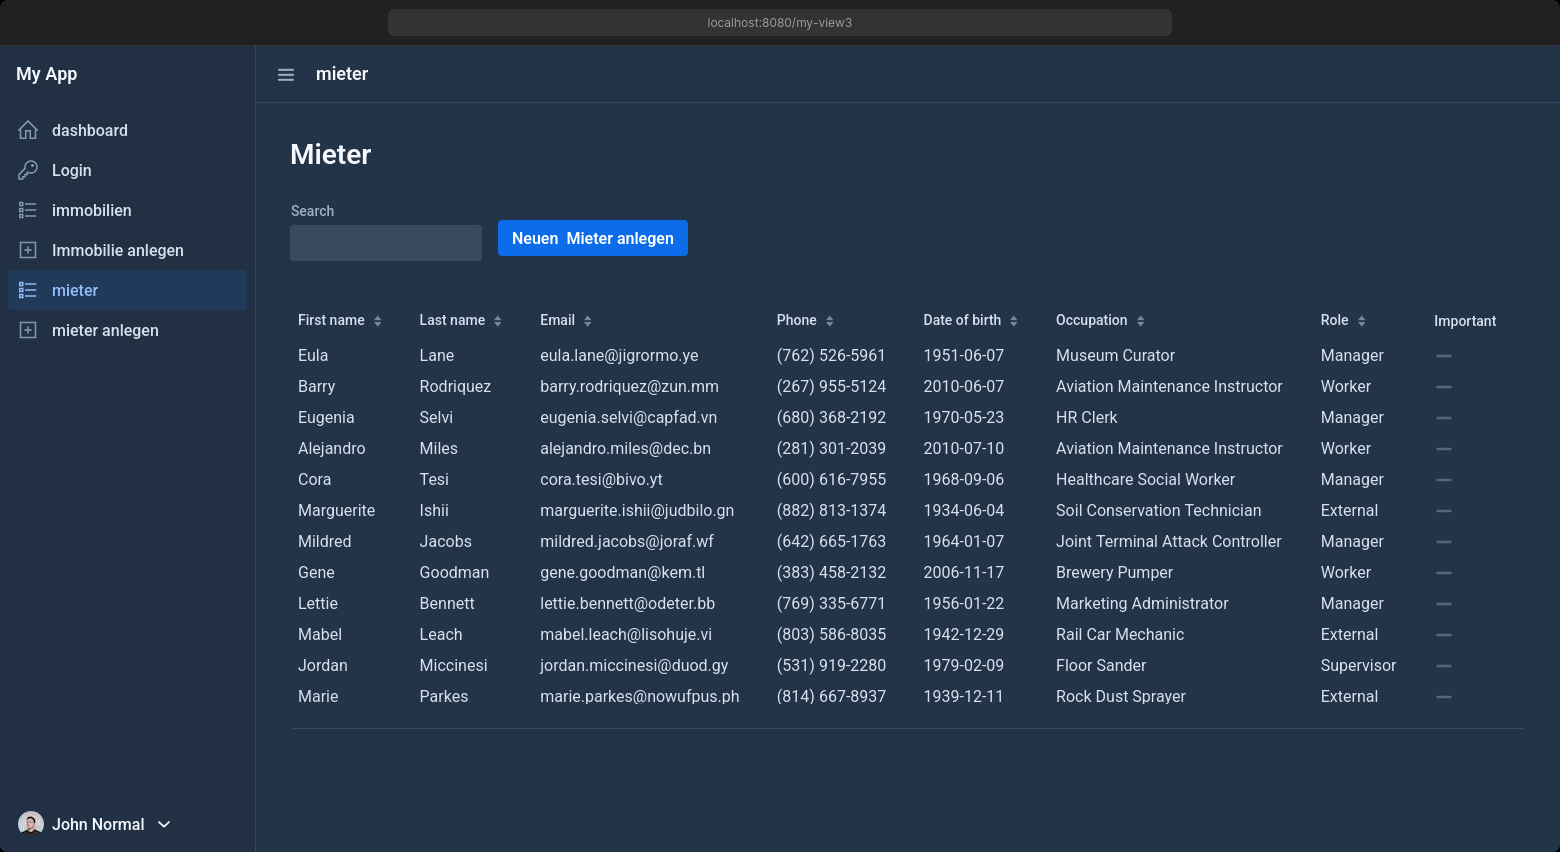 localhost:8080/my-view3
My App
mieter
dashboard
Login
immobilien
Immobilie anlegen
mieter
mieter anlegen
John Normal
Mieter
Search
Neuen  Mieter anlegen
First name Last name Email Phone Date of birth Occupation Role Important
Eula Lane eula.lane@jigrormo.ye (762) 526-5961 1951-06-07 Museum Curator Manager
Barry Rodriquez barry.rodriquez@zun.mm (267) 955-5124 2010-06-07 Aviation Maintenance Instructor Worker
Eugenia Selvi eugenia.selvi@capfad.vn (680) 368-2192 1970-05-23 HR Clerk Manager
Alejandro Miles alejandro.miles@dec.bn (281) 301-2039 2010-07-10 Aviation Maintenance Instructor Worker
Cora Tesi cora.tesi@bivo.yt (600) 616-7955 1968-09-06 Healthcare Social Worker Manager
Marguerite Ishii marguerite.ishii@judbilo.gn (882) 813-1374 1934-06-04 Soil Conservation Technician External
Mildred Jacobs mildred.jacobs@joraf.wf (642) 665-1763 1964-01-07 Joint Terminal Attack Controller Manager
Gene Goodman gene.goodman@kem.tl (383) 458-2132 2006-11-17 Brewery Pumper Worker
Lettie Bennett lettie.bennett@odeter.bb (769) 335-6771 1956-01-22 Marketing Administrator Manager
Mabel Leach mabel.leach@lisohuje.vi (803) 586-8035 1942-12-29 Rail Car Mechanic External
Jordan Miccinesi jordan.miccinesi@duod.gy (531) 919-2280 1979-02-09 Floor Sander Supervisor
Marie Parkes marie.parkes@nowufpus.ph (814) 667-8937 1939-12-11 Rock Dust Sprayer External